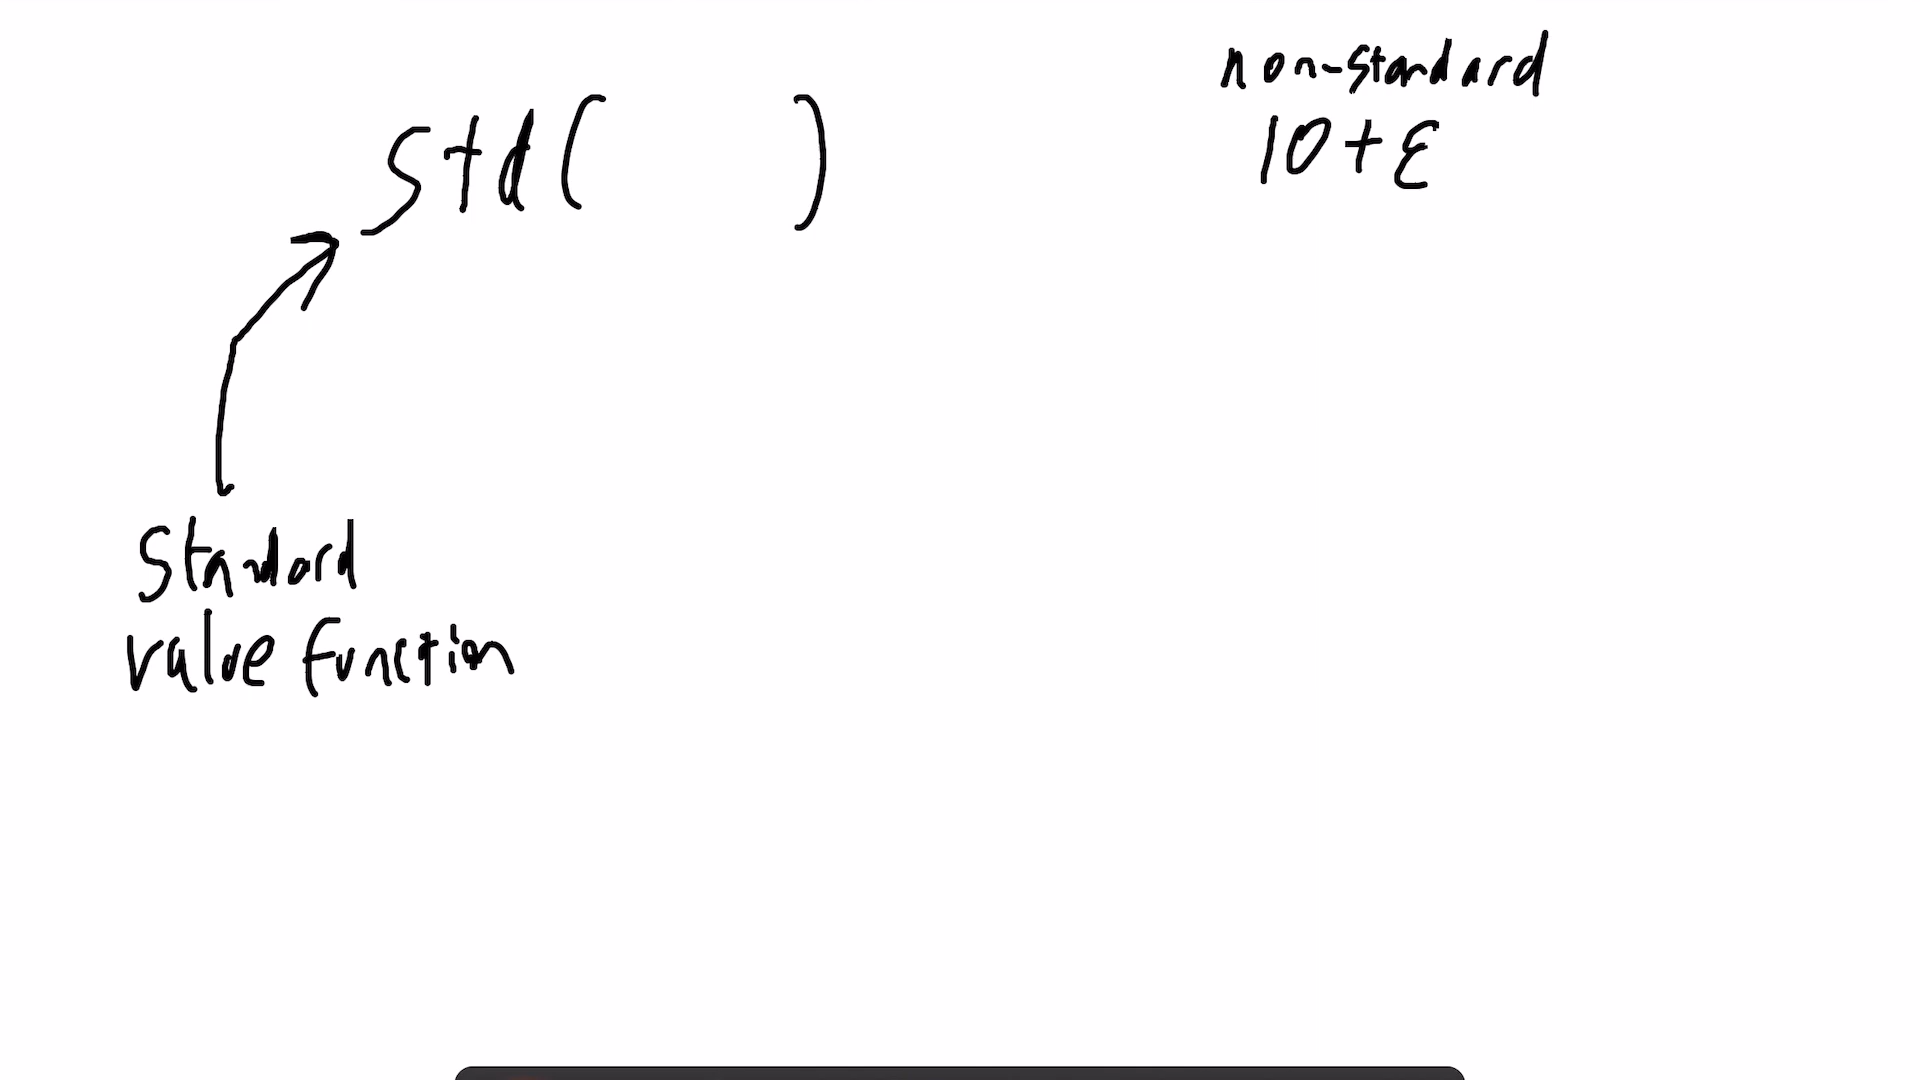 std( )
non-standard
10+ε
Standard
value function